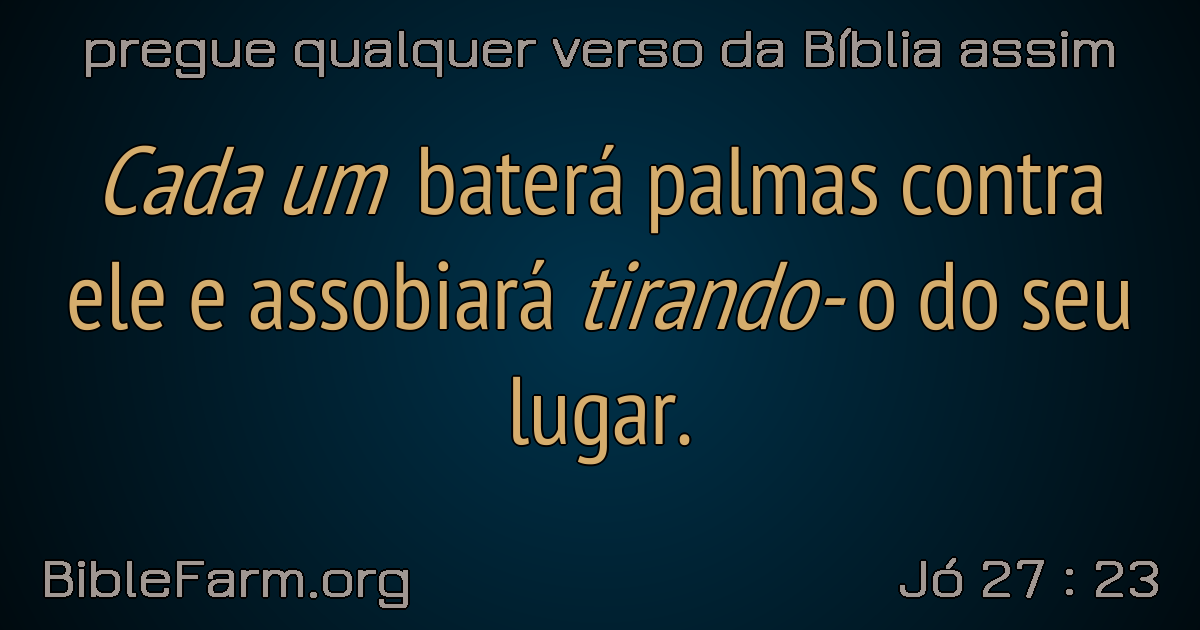 pregue qualquer verso da Bíblia assim
Cada um baterá palmas contra
ele e assobiará tirando-o do seu
lugar.
BibleFarm.org
Jó 27 : 23